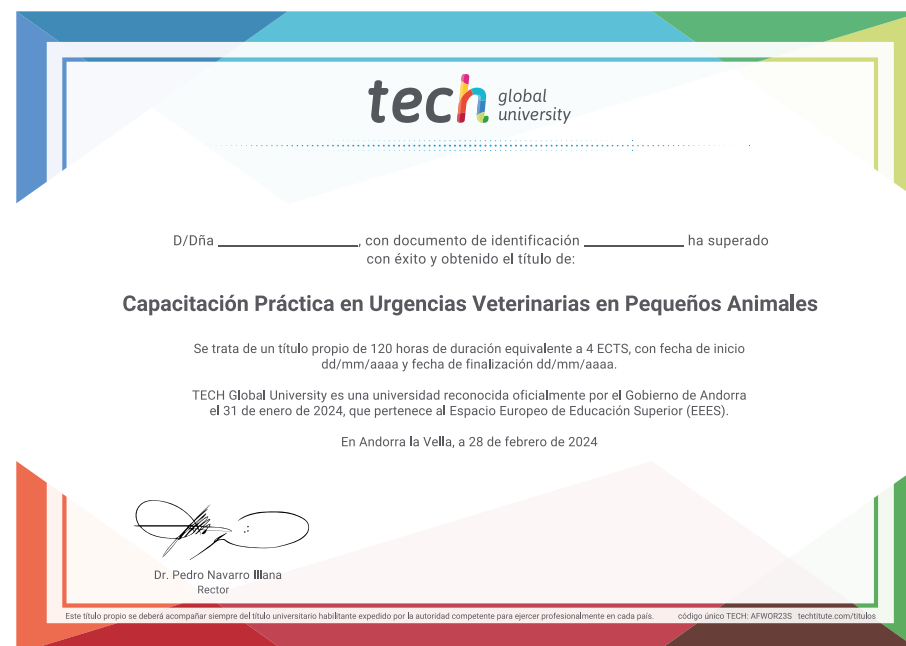 tech global university
D/Dña ____________________, con documento de identificación ______________ ha superado
con éxito y obtenido el título de:
Capacitación Práctica en Urgencias Veterinarias en Pequeños Animales
Se trata de un título propio de 120 horas de duración equivalente a 4 ECTS, con fecha de inicio
dd/mm/aaaa y fecha de finalización dd/mm/aaaa.
TECH Global University es una universidad reconocida oficialmente por el Gobierno de Andorra
el 31 de enero de 2024, que pertenece al Espacio Europeo de Educación Superior (EEES).
En Andorra la Vella, a 28 de febrero de 2024
Dr. Pedro Navarro Illana
Rector
Este título propio se deberá acompañar siempre del título universitario habilitante expedido por la autoridad competente para ejercer profesionalmente en cada país. código único TECH: AFWOR23S techtitute.com/titulos